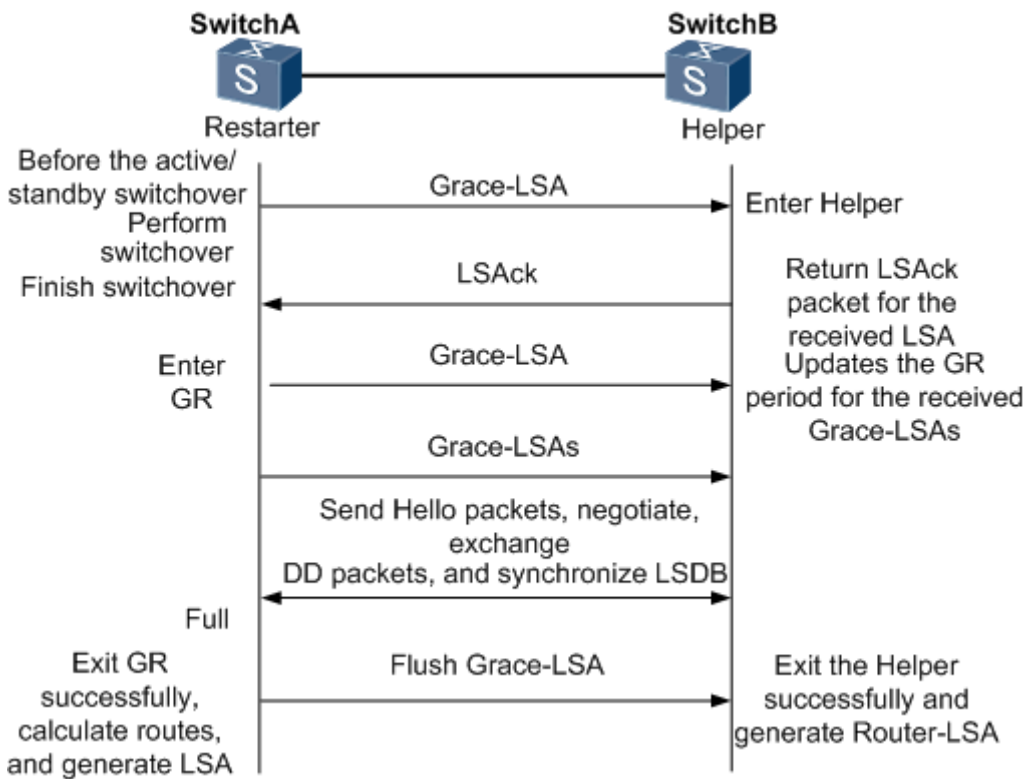 SwitchA
SwitchB
S
S
Restarter
Helper
Before the active/
standby switchover
Perform
switchover
Finish switchover
Grace-LSA
Enter Helper
LSAck
Return LSAck
packet for the
received LSA
Enter
GR
Grace-LSA
Updates the GR
period for the received
Grace-LSAs
Grace-LSAs
Send Hello packets, negotiate,
exchange
DD packets, and synchronize LSDB
Full
Exit GR
successfully,
calculate routes,
and generate LSA
Flush Grace-LSA
Exit the Helper
successfully and
generate Router-LSA